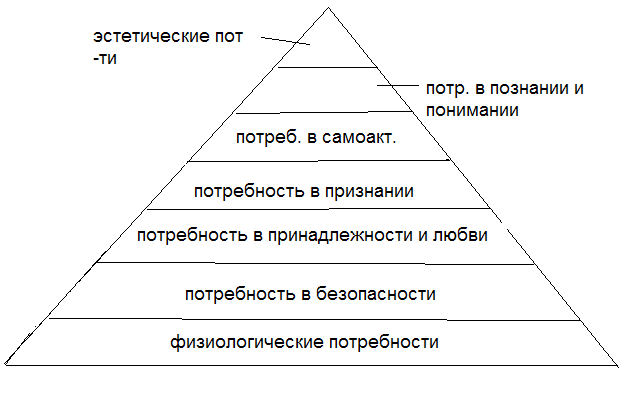 эстетические пот
-ти
потр. в познании и
понимании
потреб. в самоакт.
потребность в признании
потребность в принадлежности и любви
потребность в безопасности
физиологические потребности